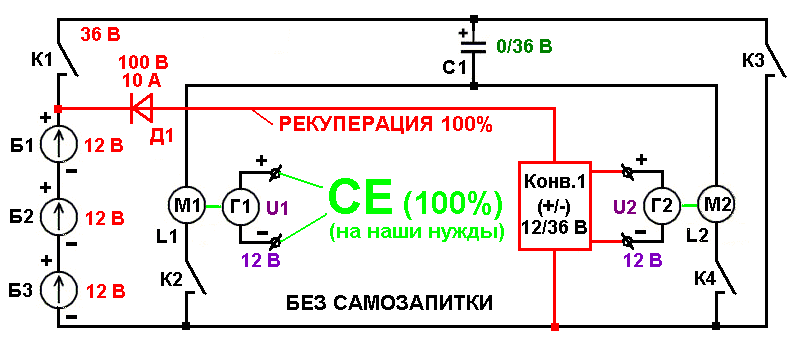 36 В
0/36 В
К1
100 В
10 А
С1
К3
Д1
РЕКУПЕРАЦИЯ 100%
Б1
12 В
+
−
М1
Г1
U1
СЕ (100%)
(на наши нужды)
Конв.1
(+/-)
12/36 В
U2
Г2
М2
Б2
12 В
+
−
L1
12 В
12 В
L2
К2
К4
Б3
12 В
+
−
БЕЗ САМОЗАПИТКИ